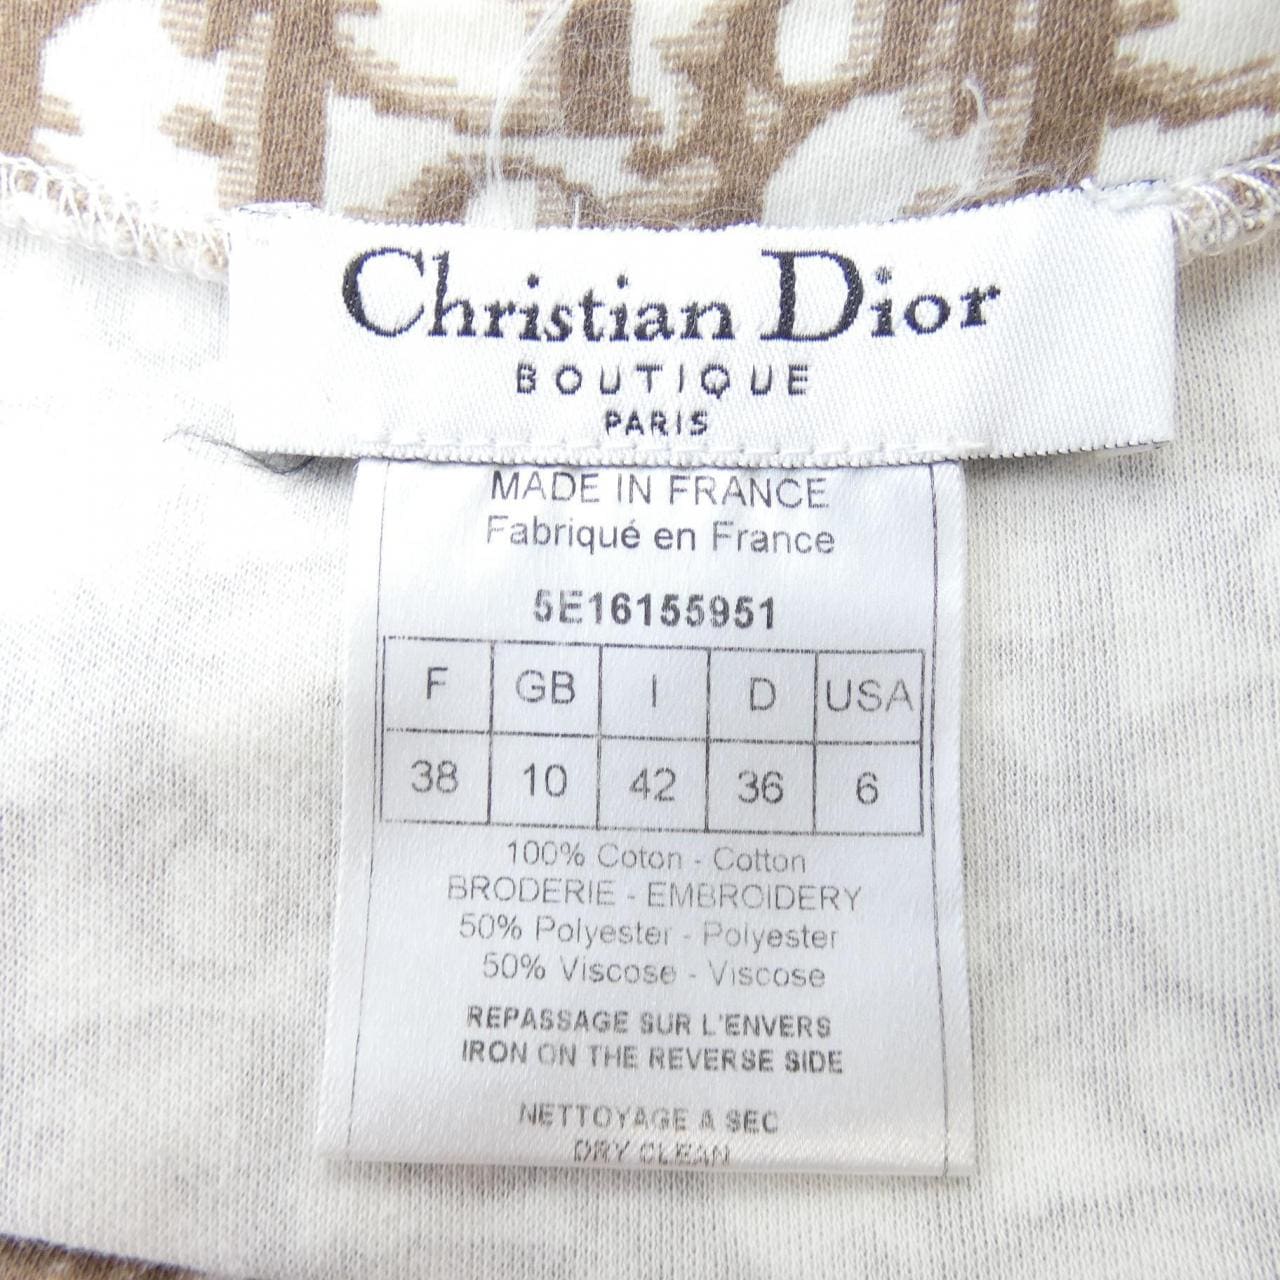 Christian Dior
BOUTIQUE
PARIS
MADE IN FRANCE
Fabriqué en France
5E16155951
F GB I D USA
38 10 42 36 6
100% Coton - Cotton
BRODERIE - EMBROIDERY
50% Polyester - Polyester
50% Viscose - Viscose
REPASSAGE SUR L'ENVERS
IRON ON THE REVERSE SIDE
NETTOYAGE A SEC
DRY CLEAN